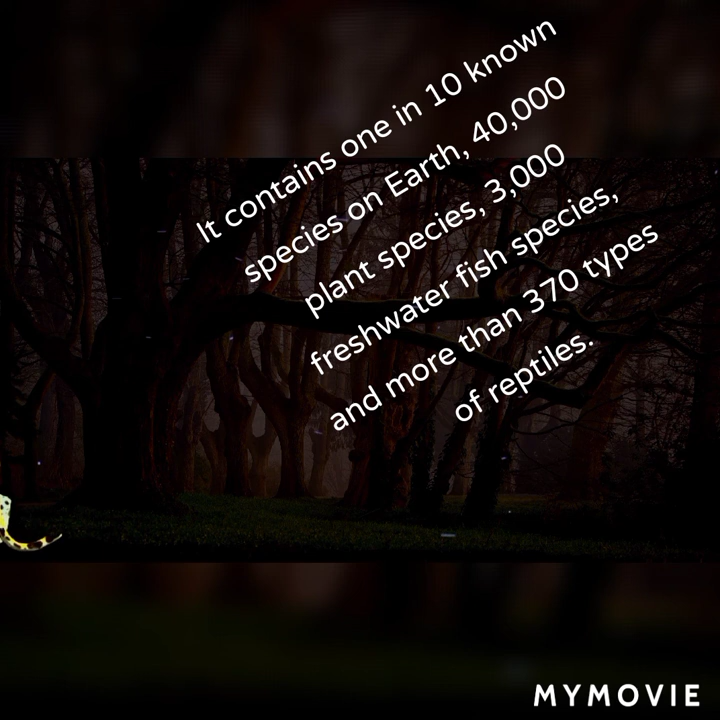 It contains one in 10 known
species on Earth, 40,000
plant species, 3,000
freshwater fish species,
and more than 370 types
of reptiles.
MYMOVIE